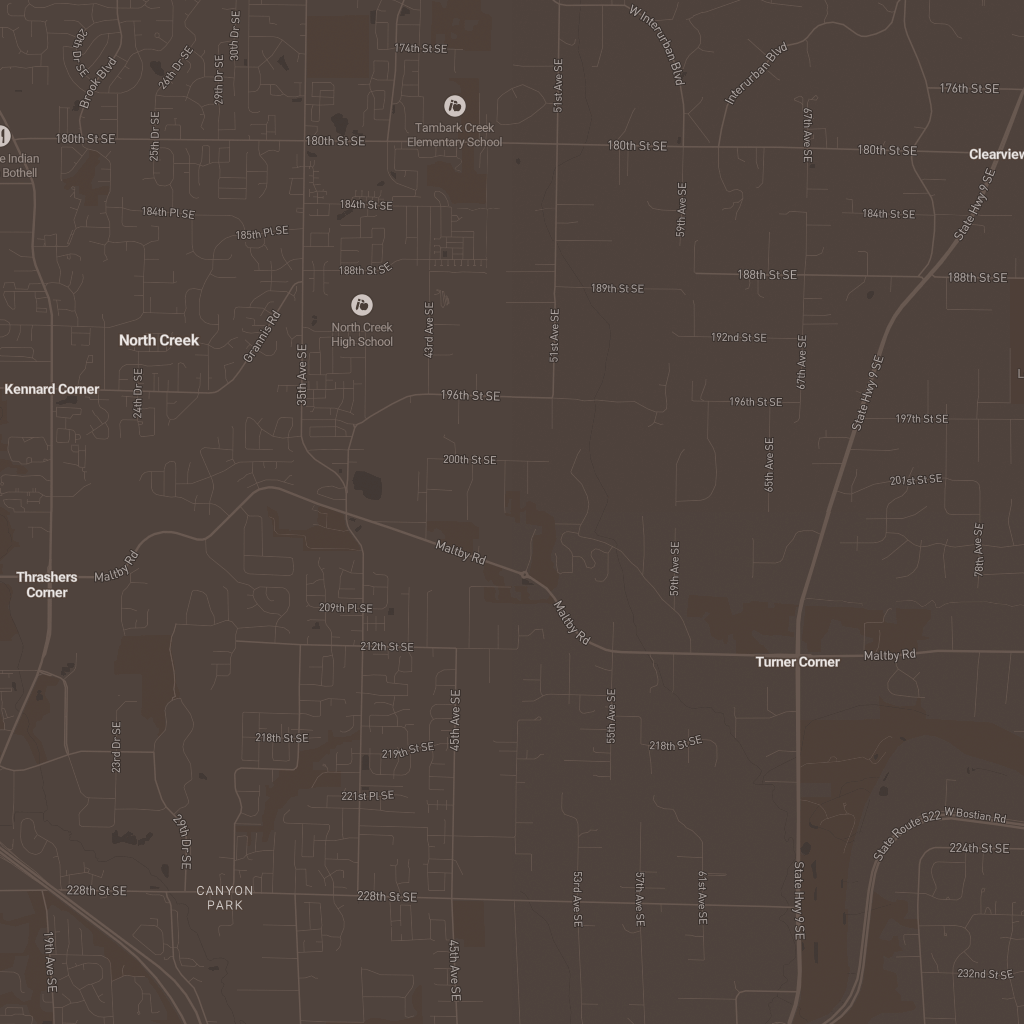 20th Dr SE
Brook Blvd
26th Dr SE
29th Dr SE
30th Dr SE
174th St SE
W Interurban Blvd
Interurban Blvd
51st Ave SE
176th St SE
Tambark Creek
Elementary School
67th Ave SE
180th St SE
25th Dr SE
180th St SE
180th St SE
180th St SE
Clearview
e Indian
Bothell
184th Pl SE
185th Pl SE
184th St SE
59th Ave SE
184th St SE
State Hwy 9 SE
188th St SE
188th St SE
188th St SE
189th St SE
North Creek
High School
43rd Ave SE
51st Ave SE
192nd St SE
67th Ave SE
North Creek
Grannis Rd
35th Ave SE
State Hwy 9 SE
Kennard Corner
24th Dr SE
196th St SE
196th St SE
197th St SE
L
200th St SE
65th Ave SE
201st St SE
Maltby Rd
Maltby Rd
59th Ave SE
78th Ave SE
Thrashers
Corner
209th Pl SE
Maltby Rd
212th St SE
Turner Corner
Maltby Rd
23rd Dr SE
218th St SE
219th St SE
45th Ave SE
55th Ave SE
218th St SE
221st Pl SE
29th Dr SE
State Route 522
W Bostian Rd
224th St SE
228th St SE
CANYON
PARK
228th St SE
53rd Ave SE
57th Ave SE
61st Ave SE
State Hwy 9 SE
19th Ave SE
45th Ave SE
232nd St SE